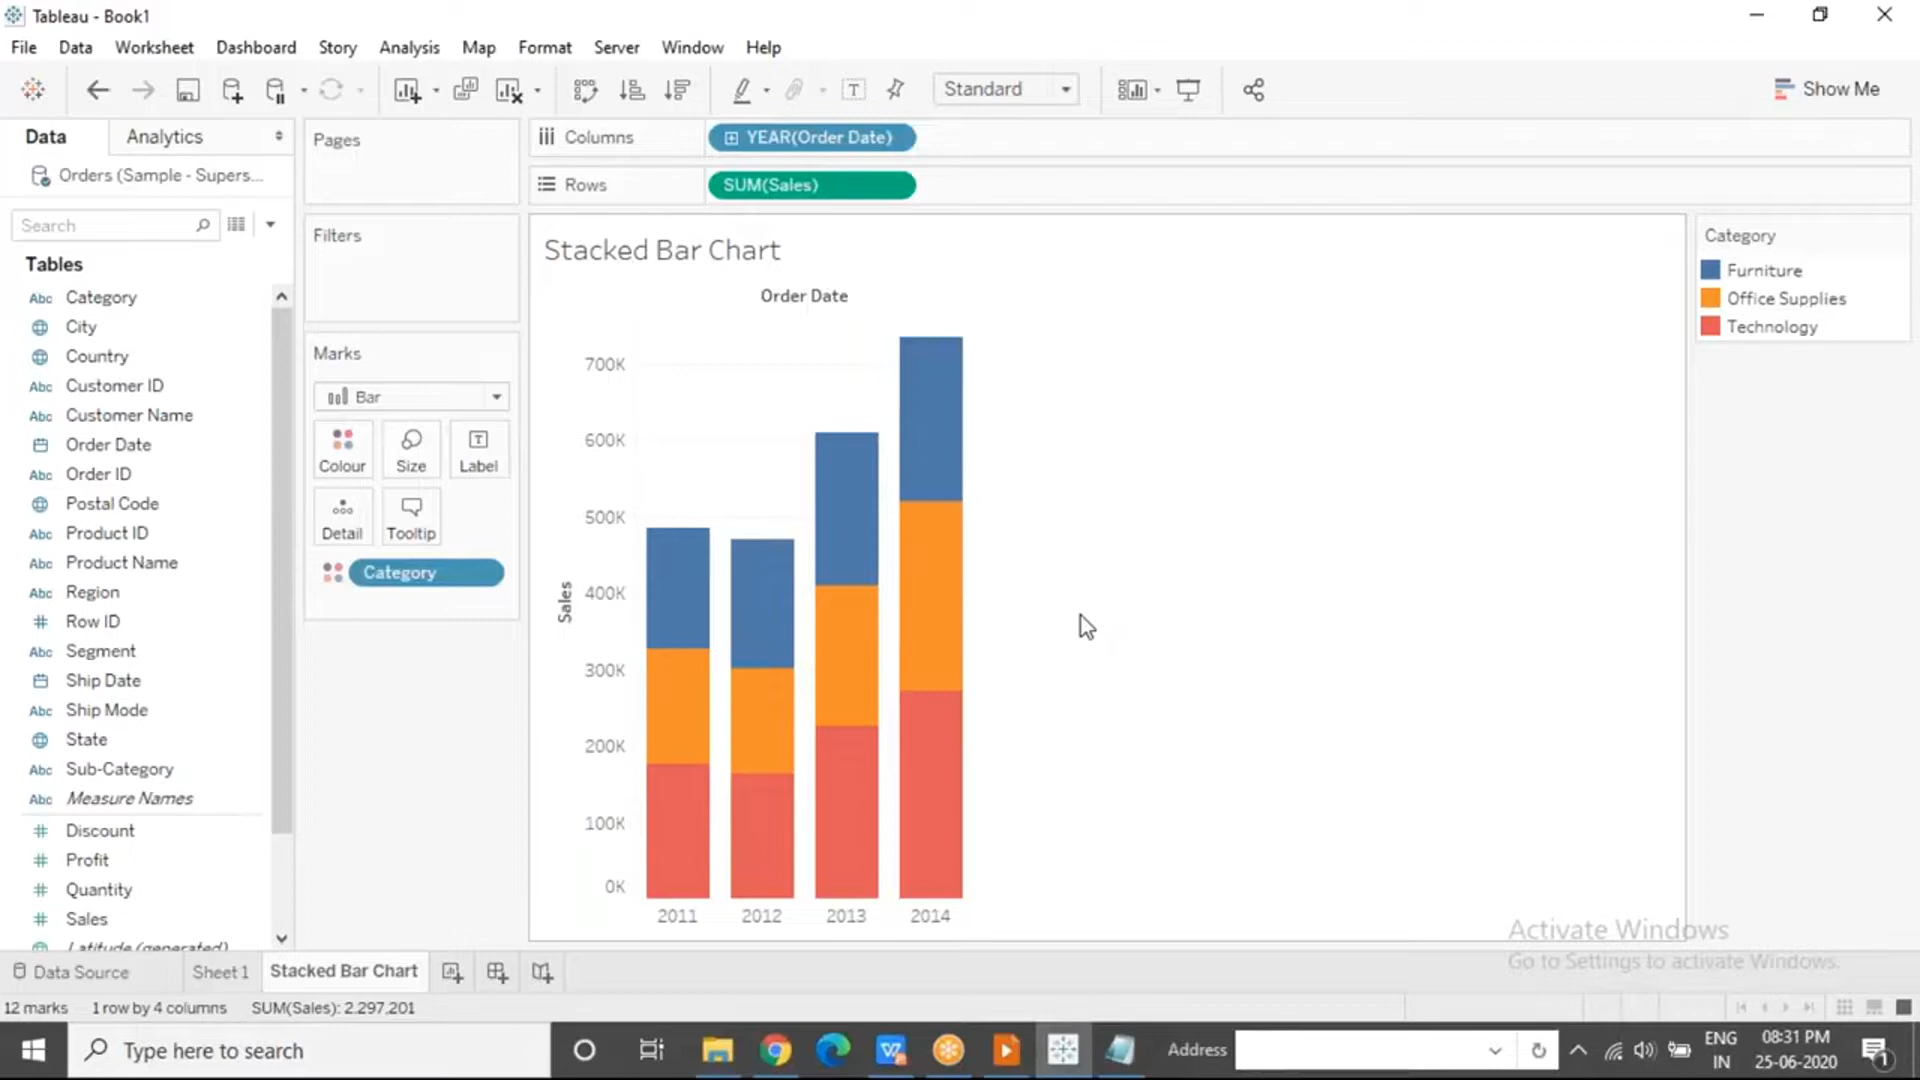 Tableau - Book1
File Data Worksheet Dashboard Story Analysis Map Format Server Window Help
Standard
Show Me
Data
Analytics
Orders (Sample - Supers...
Search
Tables
Category
City
Country
Customer ID
Customer Name
Order Date
Order ID
Postal Code
Product ID
Product Name
Region
Row ID
Segment
Ship Date
Ship Mode
State
Sub-Category
Measure Names
Discount
Profit
Quantity
Sales
Latitude (generated)
Abc
Abc
Abc
Abc
Abc
Abc
Abc
Abc
Abc
Abc
Pages
Filters
Marks
Bar
Colour
Size
Label
Detail
Tooltip
Category
Columns
YEAR(Order Date)
Rows
SUM(Sales)
Stacked Bar Chart
Order Date
700K
600K
500K
400K
300K
200K
100K
0K
Sales
2011 2012 2013 2014
Category
Furniture
Office Supplies
Technology
Activate Windows
Go to Settings to activate Windows.
Data Source
Sheet 1
Stacked Bar Chart
12 marks 1 row by 4 columns SUM(Sales): 2.297,201
Type here to search
Address
ENG
IN
08:31 PM
25-06-2020
1